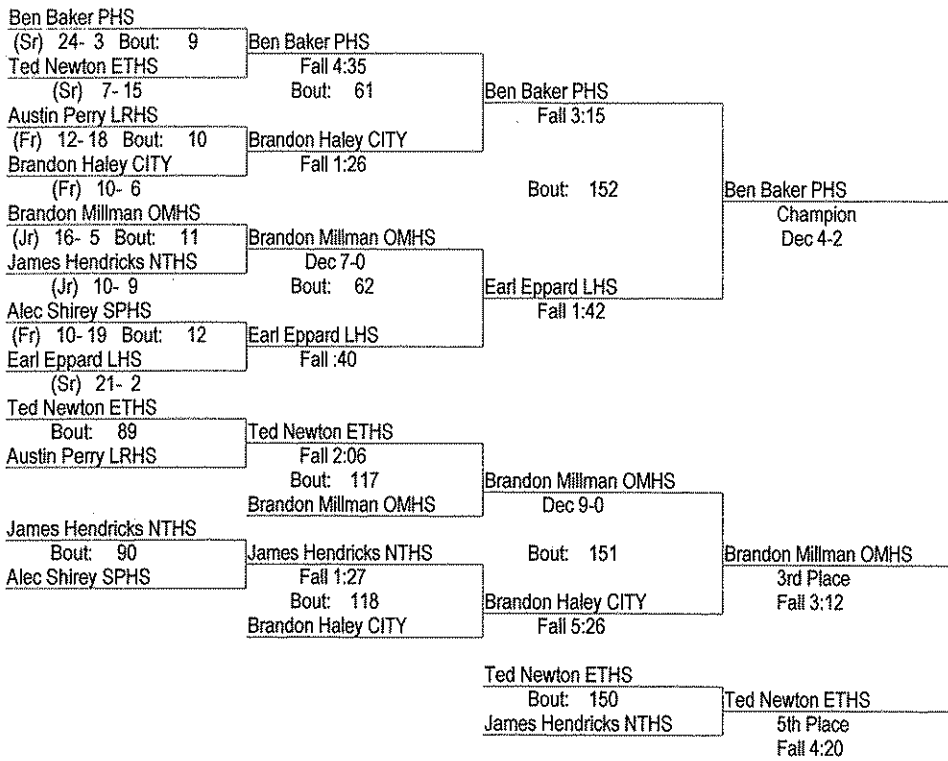 Ben Baker PHS
(Sr) 24- 3 Bout: 9
Ted Newton ETHS
(Sr) 7- 15
Austin Perry LRHS
(Fr) 12- 18 Bout: 10
Brandon Haley CITY
(Fr) 10- 6
Brandon Millman OMHS
(Jr) 16- 5 Bout: 11
James Hendricks NTHS
(Jr) 10- 9
Alec Shirey SPHS
(Fr) 10- 19 Bout: 12
Earl Eppard LHS
(Sr) 21- 2
Ben Baker PHS
Fall 4:35
Bout: 61
Brandon Haley CITY
Fall 1:26
Brandon Millman OMHS
Dec 7-0
Bout: 62
Earl Eppard LHS
Fall :40
Ben Baker PHS
Fall 3:15
Bout: 152
Earl Eppard LHS
Fall 1:42
Ben Baker PHS
Champion
Dec 4-2
Ted Newton ETHS
Bout: 89
Austin Perry LRHS
James Hendricks NTHS
Bout: 90
Alec Shirey SPHS
Ted Newton ETHS
Fall 2:06
Bout: 117
Brandon Millman OMHS
James Hendricks NTHS
Fall 1:27
Bout: 118
Brandon Haley CITY
Brandon Millman OMHS
Dec 9-0
Bout: 151
Brandon Haley CITY
Fall 5:26
Brandon Millman OMHS
3rd Place
Fall 3:12
Ted Newton ETHS
Bout: 150
James Hendricks NTHS
Ted Newton ETHS
5th Place
Fall 4:20